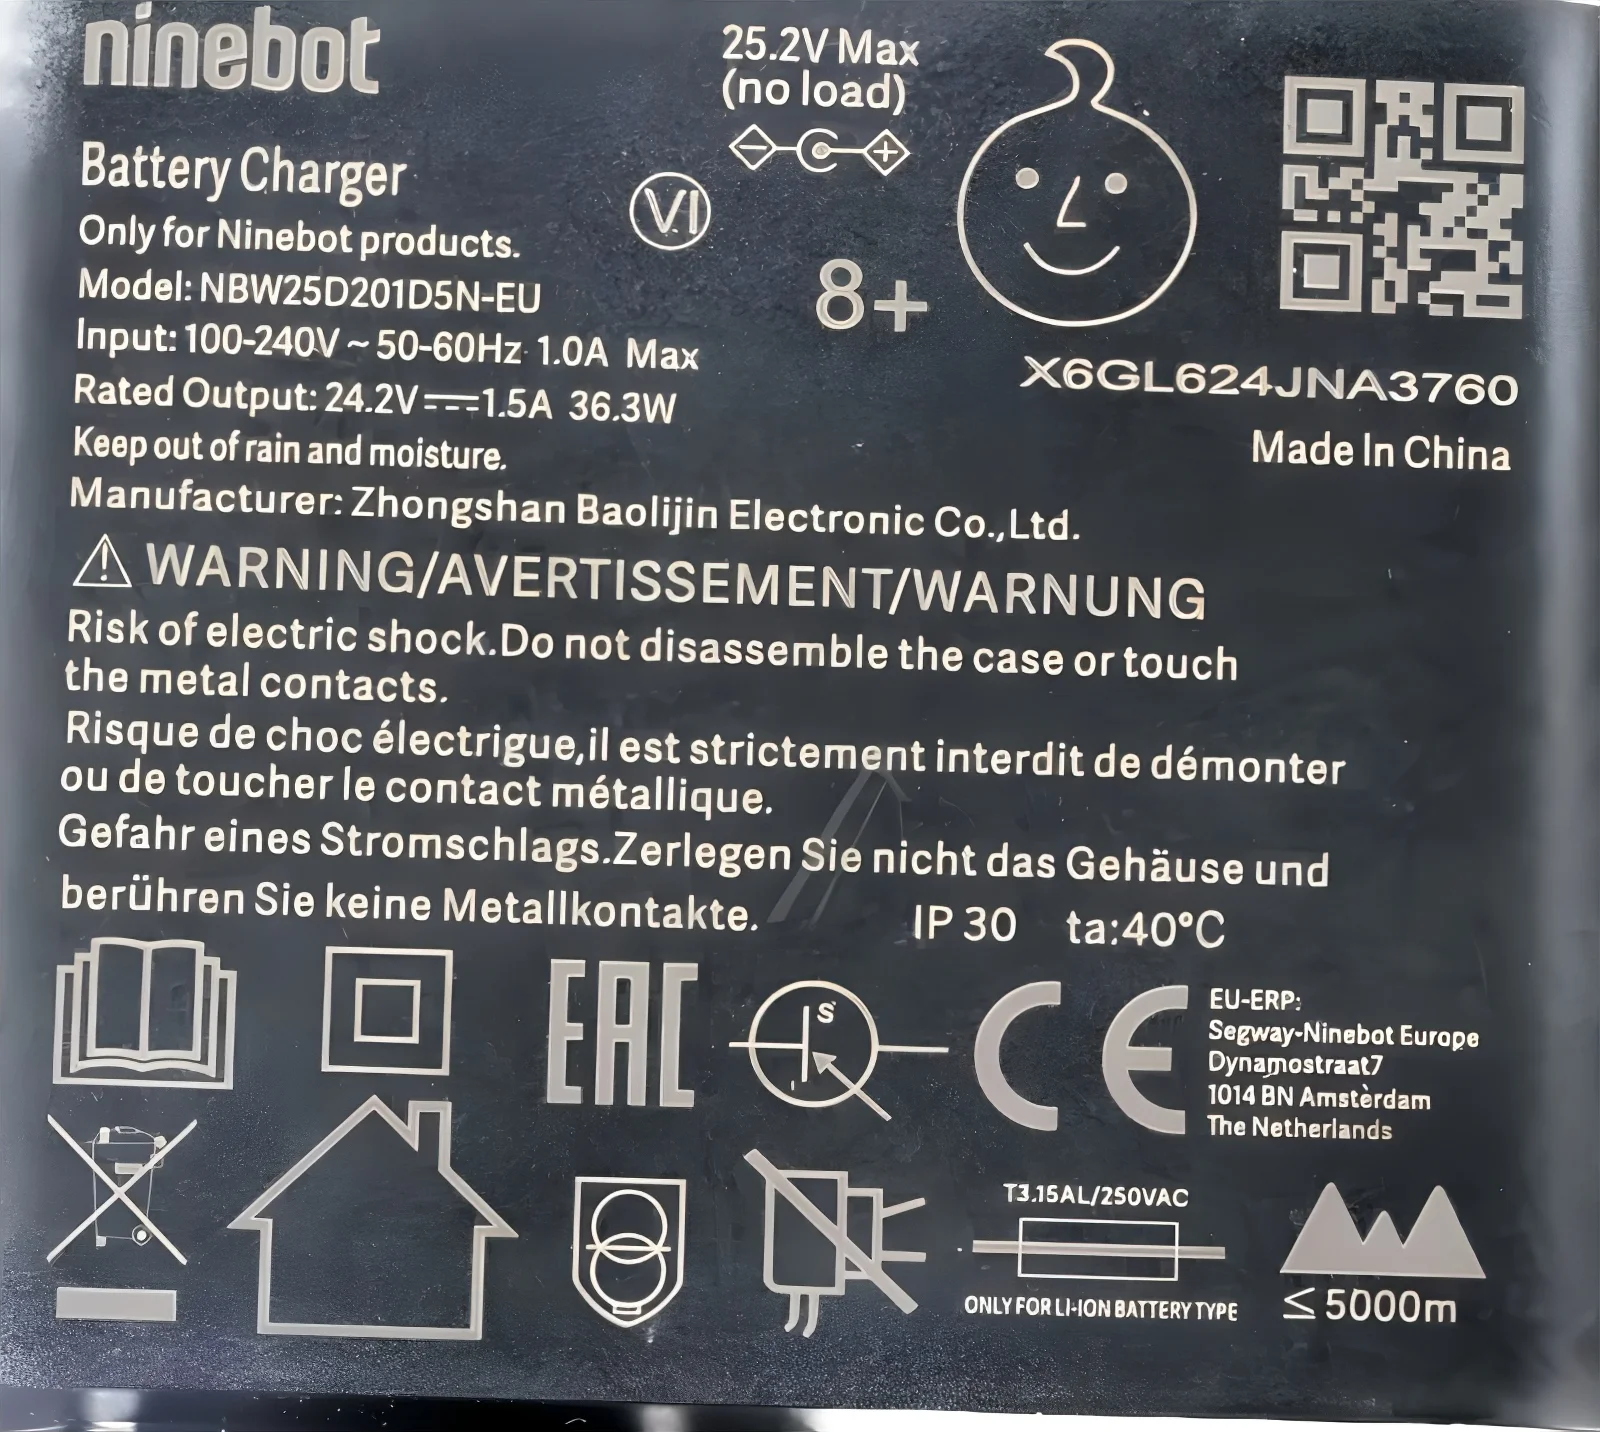 ninebot
25.2V Max
(no load)
Battery Charger
VI
Only for Ninebot products.
8+
Model: NBW25D201D5N-EU
Input: 100-240V ~ 50-60Hz 1.0A Max
X6GL624JNA3760
Rated Output: 24.2V⎓1.5A 36.3W
Made In China
Keep out of rain and moisture.
Manufacturer: Zhongshan Baolijin Electronic Co.,Ltd.
⚠ WARNING/AVERTISSEMENT/WARNUNG
Risk of electric shock.Do not disassemble the case or touch
the metal contacts.
Risque de choc électrigue,il est strictement interdit de démonter
ou de toucher le contact métallique.
Gefahr eines Stromschlags.Zerlegen Sie nicht das Gehäuse und
berühren Sie keine Metallkontakte.
IP 30 ta:40°C
EAC
S
CE
EU-ERP:
Segway-Ninebot Europe
Dynamostraat7
1014 BN Amstèrdam
The Netherlands
T3.15AL/250VAC
ONLY FOR LI-ION BATTERY TYPE
≤ 5000m